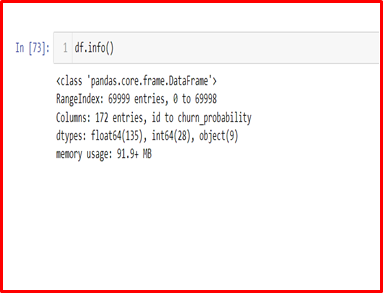 In [73]: 1 df.info()
<class 'pandas.core.frame.DataFrame'>
RangeIndex: 69999 entries, 0 to 69998
Columns: 172 entries, id to churn_probability
dtypes: float64(135), int64(28), object(9)
memory usage: 91.9+ MB